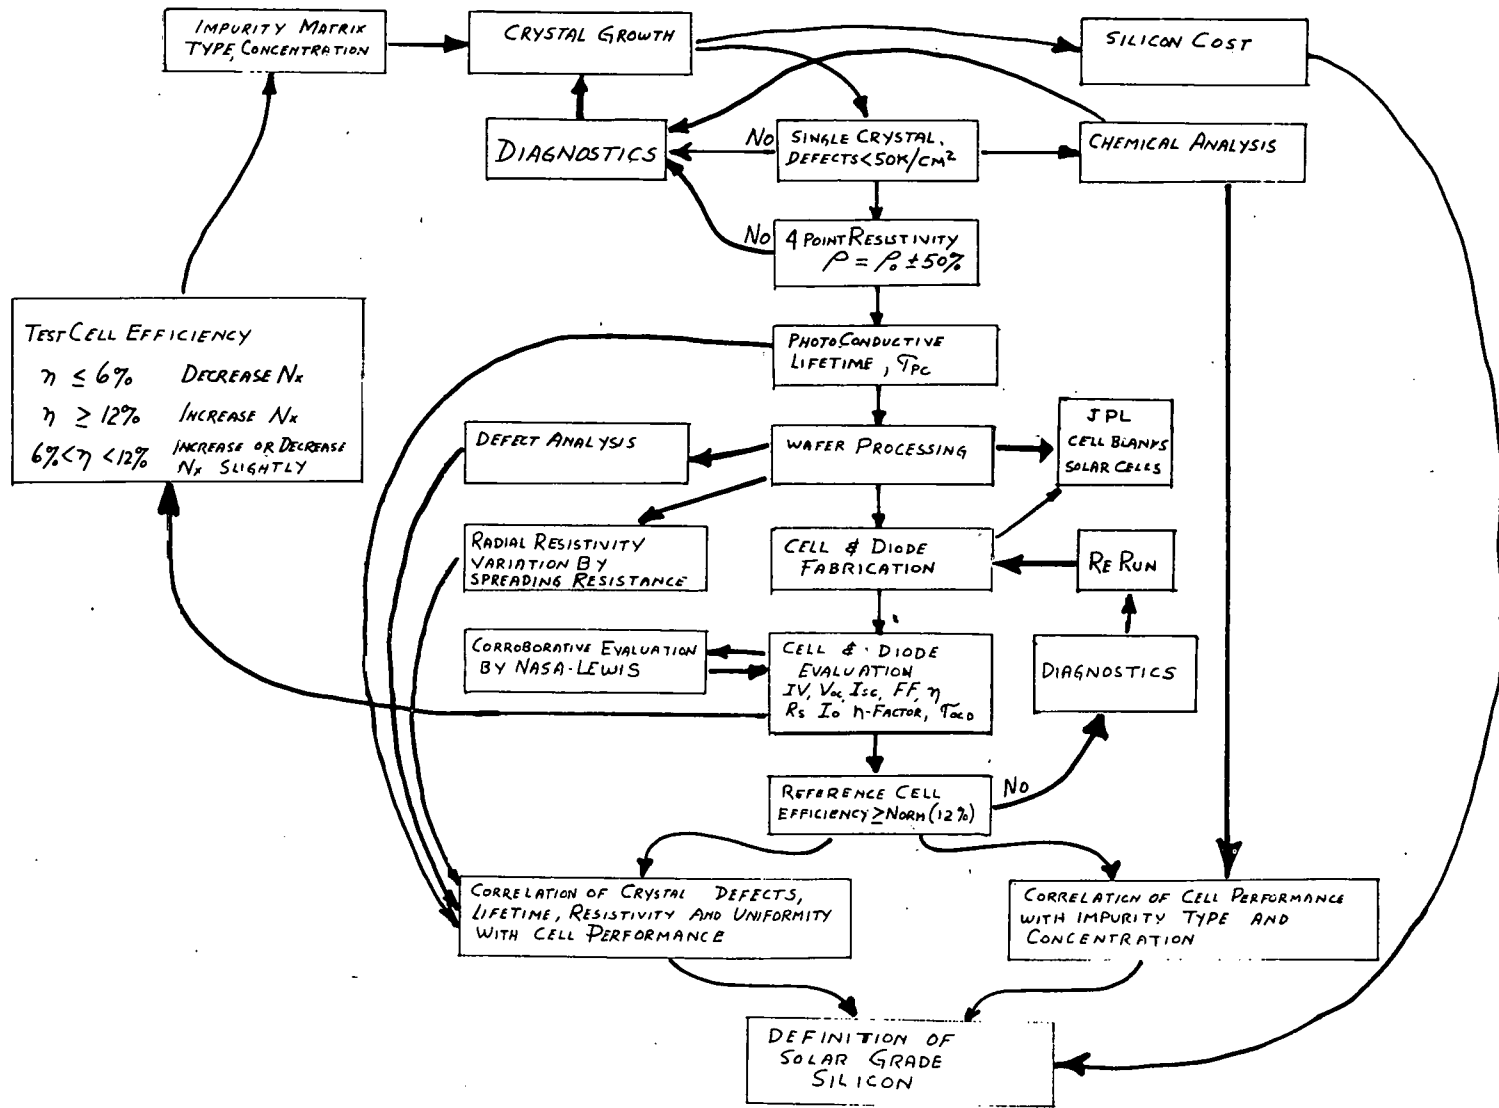 IMPURITY MATRIX
TYPE, CONCENTRATION
CRYSTAL GROWTH
SILICON COST
DIAGNOSTICS
No
SINGLE CRYSTAL,
DEFECTS<50K/CM²
CHEMICAL ANALYSIS
No
4 POINT RESISTIVITY
ρ = ρ₀ ± 50%
TEST CELL EFFICIENCY
η ≤ 6% DECREASE Nx
η ≥ 12% INCREASE Nx
6% < η < 12% INCREASE OR DECREASE
Nx SLIGHTLY
PHOTOCONDUCTIVE
LIFETIME, τPC
DEFECT ANALYSIS
WAFER PROCESSING
JPL
CELL BLANKS
SOLAR CELLS
RADIAL RESISTIVITY
VARIATION BY
SPREADING RESISTANCE
CELL & DIODE
FABRICATION
RE RUN
CORROBORATIVE EVALUATION
BY NASA-LEWIS
CELL & DIODE
EVALUATION
IV, Voc, Isc, FF, η
Rs Io n-FACTOR, τOCD
DIAGNOSTICS
REFERENCE CELL
EFFICIENCY ≥ NORM (12%)
No
CORRELATION OF CRYSTAL DEFECTS,
LIFETIME, RESISTIVITY AND UNIFORMITY
WITH CELL PERFORMANCE
CORRELATION OF CELL PERFORMANCE
WITH IMPURITY TYPE AND
CONCENTRATION
DEFINITION OF
SOLAR GRADE
SILICON